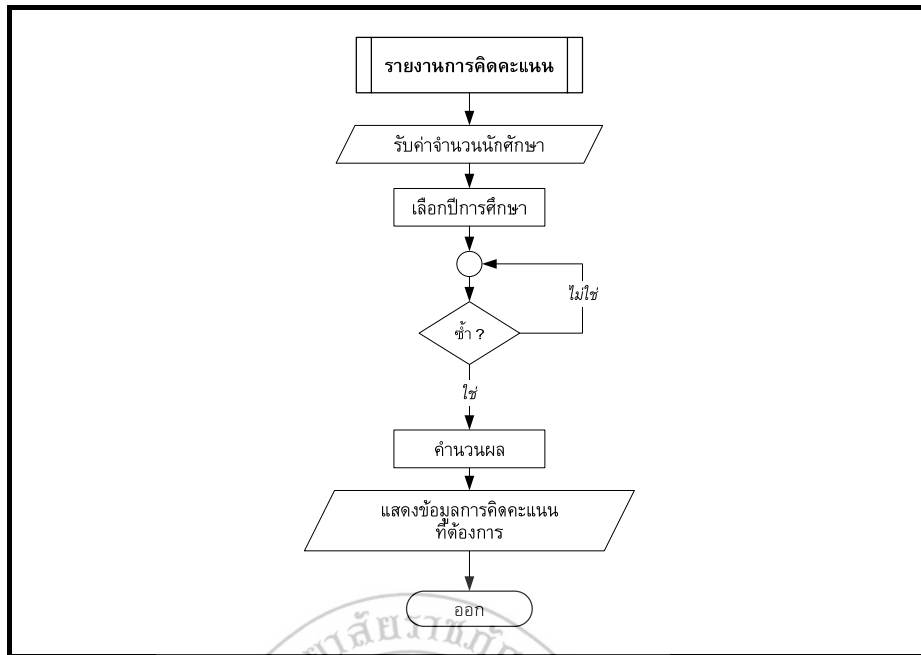 รายงานการคิดคะแนน
รับค่าจำนวนนักศึกษา
เลือกปีการศึกษา
ไม่ใช่
ซ้ำ ?
ใช่
คำนวนผล
แสดงข้อมูลการคิดคะแนน
ที่ต้องการ
ออก